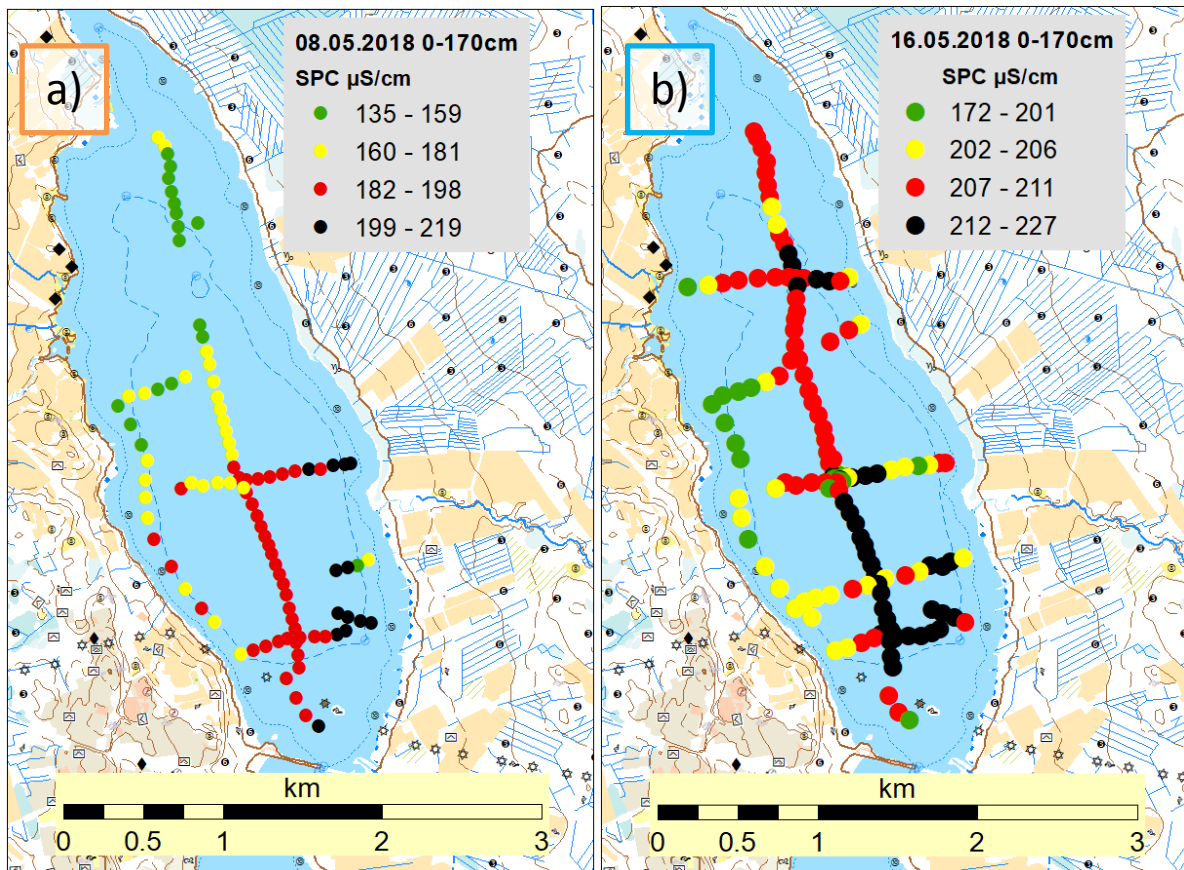 a)
08.05.2018 0-170cm
SPC µS/cm
135 - 159
160 - 181
182 - 198
199 - 219
km
0 0.5 1 2 3
b)
16.05.2018 0-170cm
SPC µS/cm
172 - 201
202 - 206
207 - 211
212 - 227
km
0 0.5 1 2 3